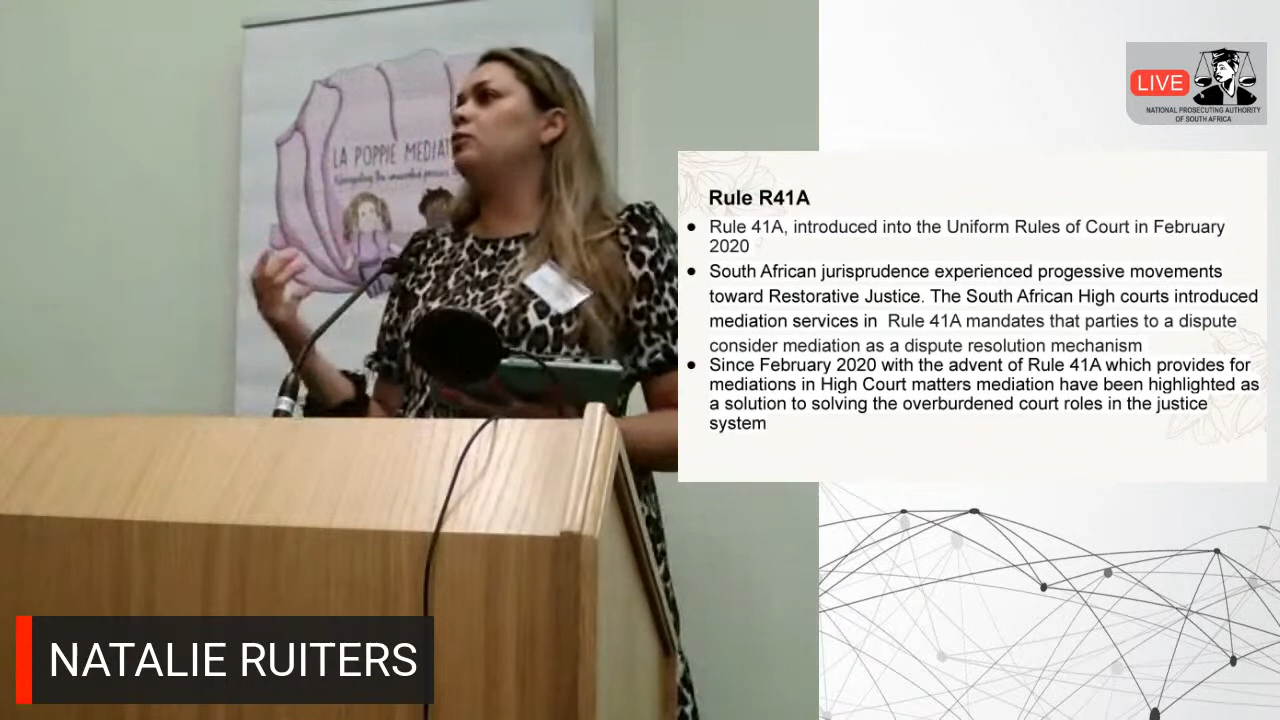 LA POPPIE MEDIAT
LIVE
NATIONAL PROSECUTING AUTHORITY
OF SOUTH AFRICA
Rule R41A
● Rule 41A, introduced into the Uniform Rules of Court in February
2020
● South African jurisprudence experienced progessive movements
toward Restorative Justice. The South African High courts introduced
mediation services in Rule 41A mandates that parties to a dispute
consider mediation as a dispute resolution mechanism
● Since February 2020 with the advent of Rule 41A which provides for
mediations in High Court matters mediation have been highlighted as
a solution to solving the overburdened court roles in the justice
system
NATALIE RUITERS